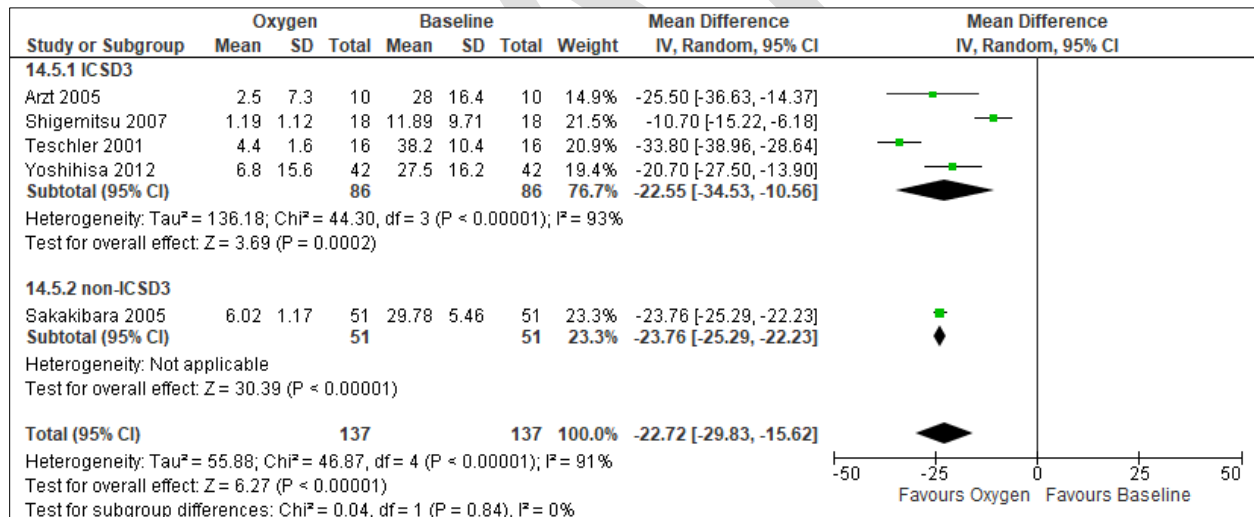 Oxygen Baseline Mean Difference Mean Difference
Study or Subgroup Mean SD Total Mean SD Total Weight IV, Random, 95% CI IV, Random, 95% CI
14.5.1 ICSD3
Arzt 2005 2.5 7.3 10 28 16.4 10 14.9% -25.50 [-36.63, -14.37]
Shigemitsu 2007 1.19 1.12 18 11.89 9.71 18 21.5% -10.70 [-15.22, -6.18]
Teschler 2001 4.4 1.6 16 38.2 10.4 16 20.9% -33.80 [-38.96, -28.64]
Yoshihisa 2012 6.8 15.6 42 27.5 16.2 42 19.4% -20.70 [-27.50, -13.90]
Subtotal (95% CI) 86 86 76.7% -22.55 [-34.53, -10.56]
Heterogeneity: Tau² = 136.18; Chi² = 44.30, df = 3 (P < 0.00001); I² = 93%
Test for overall effect: Z = 3.69 (P = 0.0002)
14.5.2 non-ICSD3
Sakakibara 2005 6.02 1.17 51 29.78 5.46 51 23.3% -23.76 [-25.29, -22.23]
Subtotal (95% CI) 51 51 23.3% -23.76 [-25.29, -22.23]
Heterogeneity: Not applicable
Test for overall effect: Z = 30.39 (P < 0.00001)
Total (95% CI) 137 137 100.0% -22.72 [-29.83, -15.62]
Heterogeneity: Tau² = 55.88; Chi² = 46.87, df = 4 (P < 0.00001); I² = 91%
Test for overall effect: Z = 6.27 (P < 0.00001)
Test for subgroup differences: Chi² = 0.04, df = 1 (P = 0.84), I² = 0%
-50 -25 0 25 50
Favours Oxygen Favours Baseline